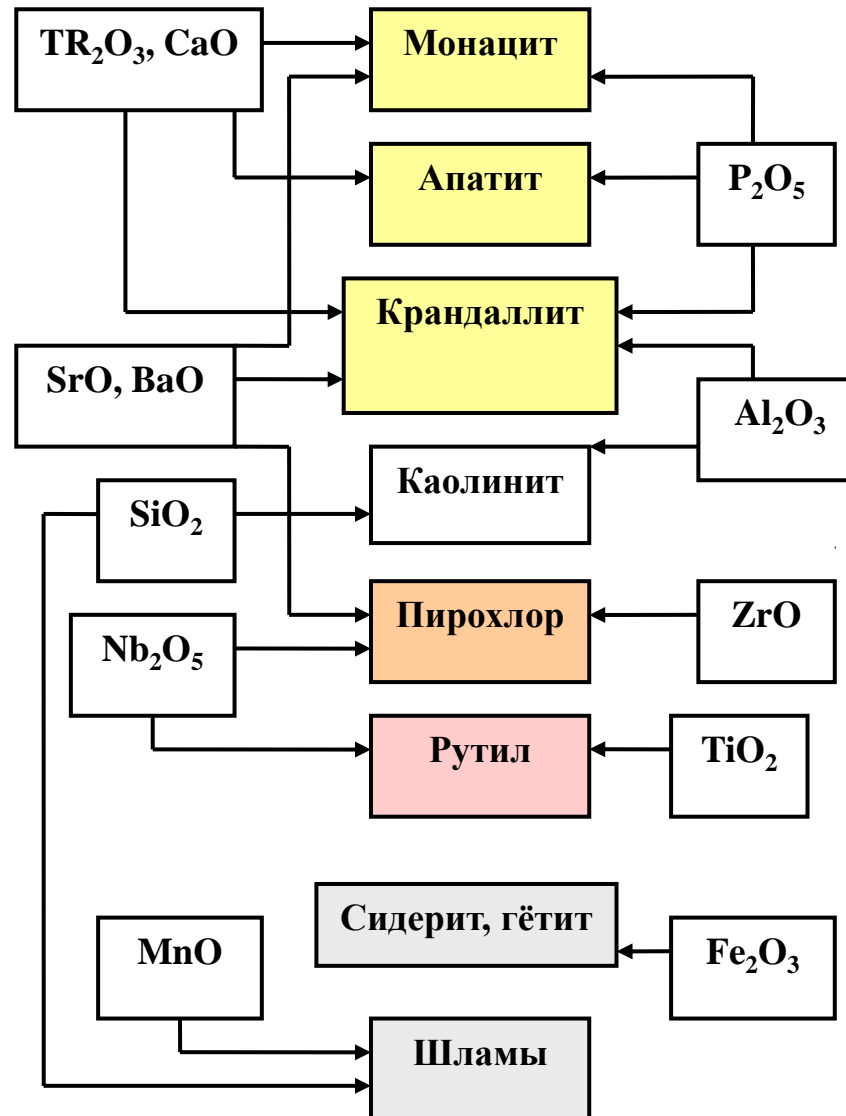 TR₂O₃, CaO
Монацит
Апатит
P₂O₅
Крандаллит
SrO, BaO
Al₂O₃
Каолинит
SiO₂
Пирохлор
ZrO
Nb₂O₅
Рутил
TiO₂
Сидерит, гётит
MnO
Fe₂O₃
Шламы